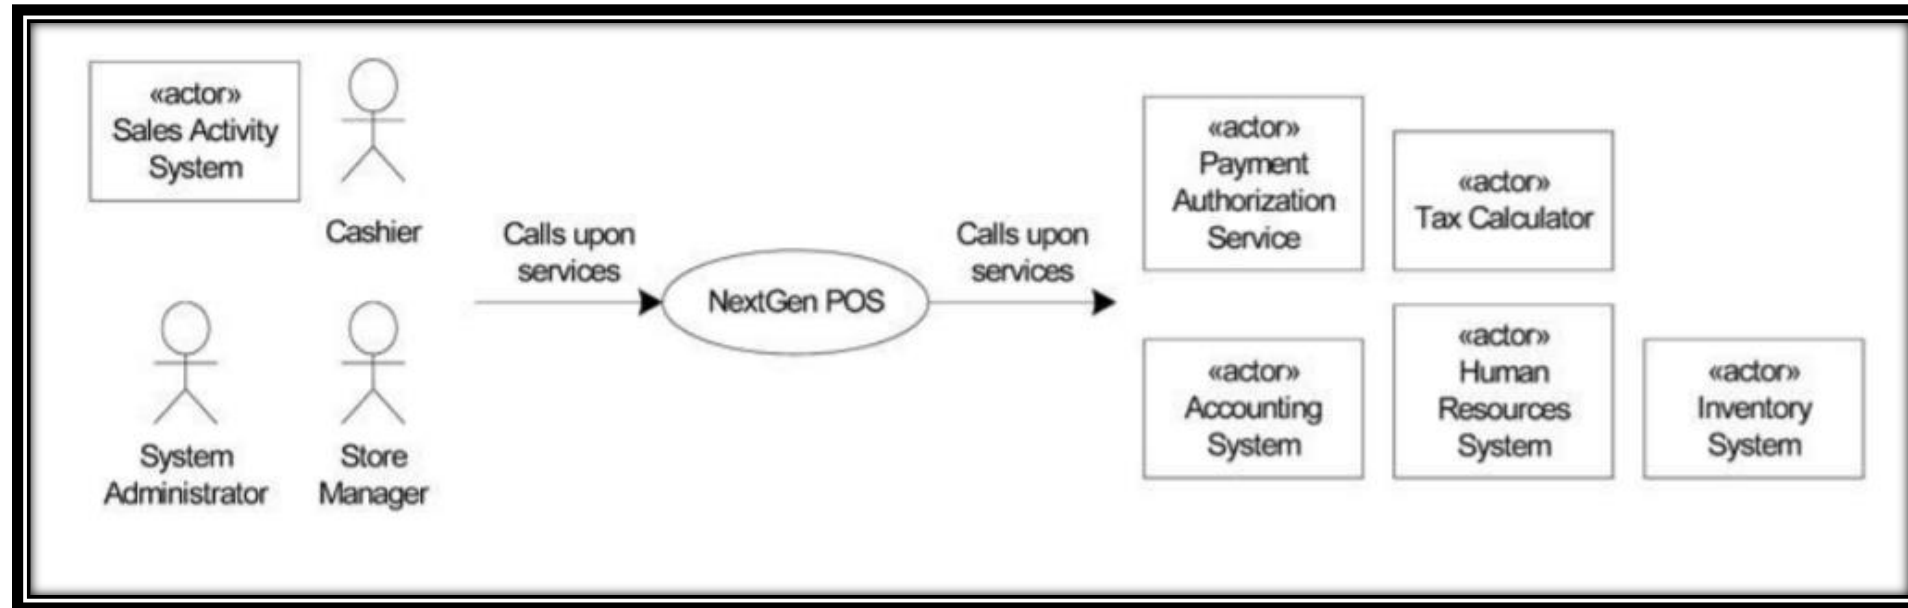 «actor»
Sales Activity
System
Cashier
System
Administrator
Store
Manager
Calls upon
services
NextGen POS
Calls upon
services
«actor»
Payment
Authorization
Service
«actor»
Tax Calculator
«actor»
Accounting
System
«actor»
Human
Resources
System
«actor»
Inventory
System